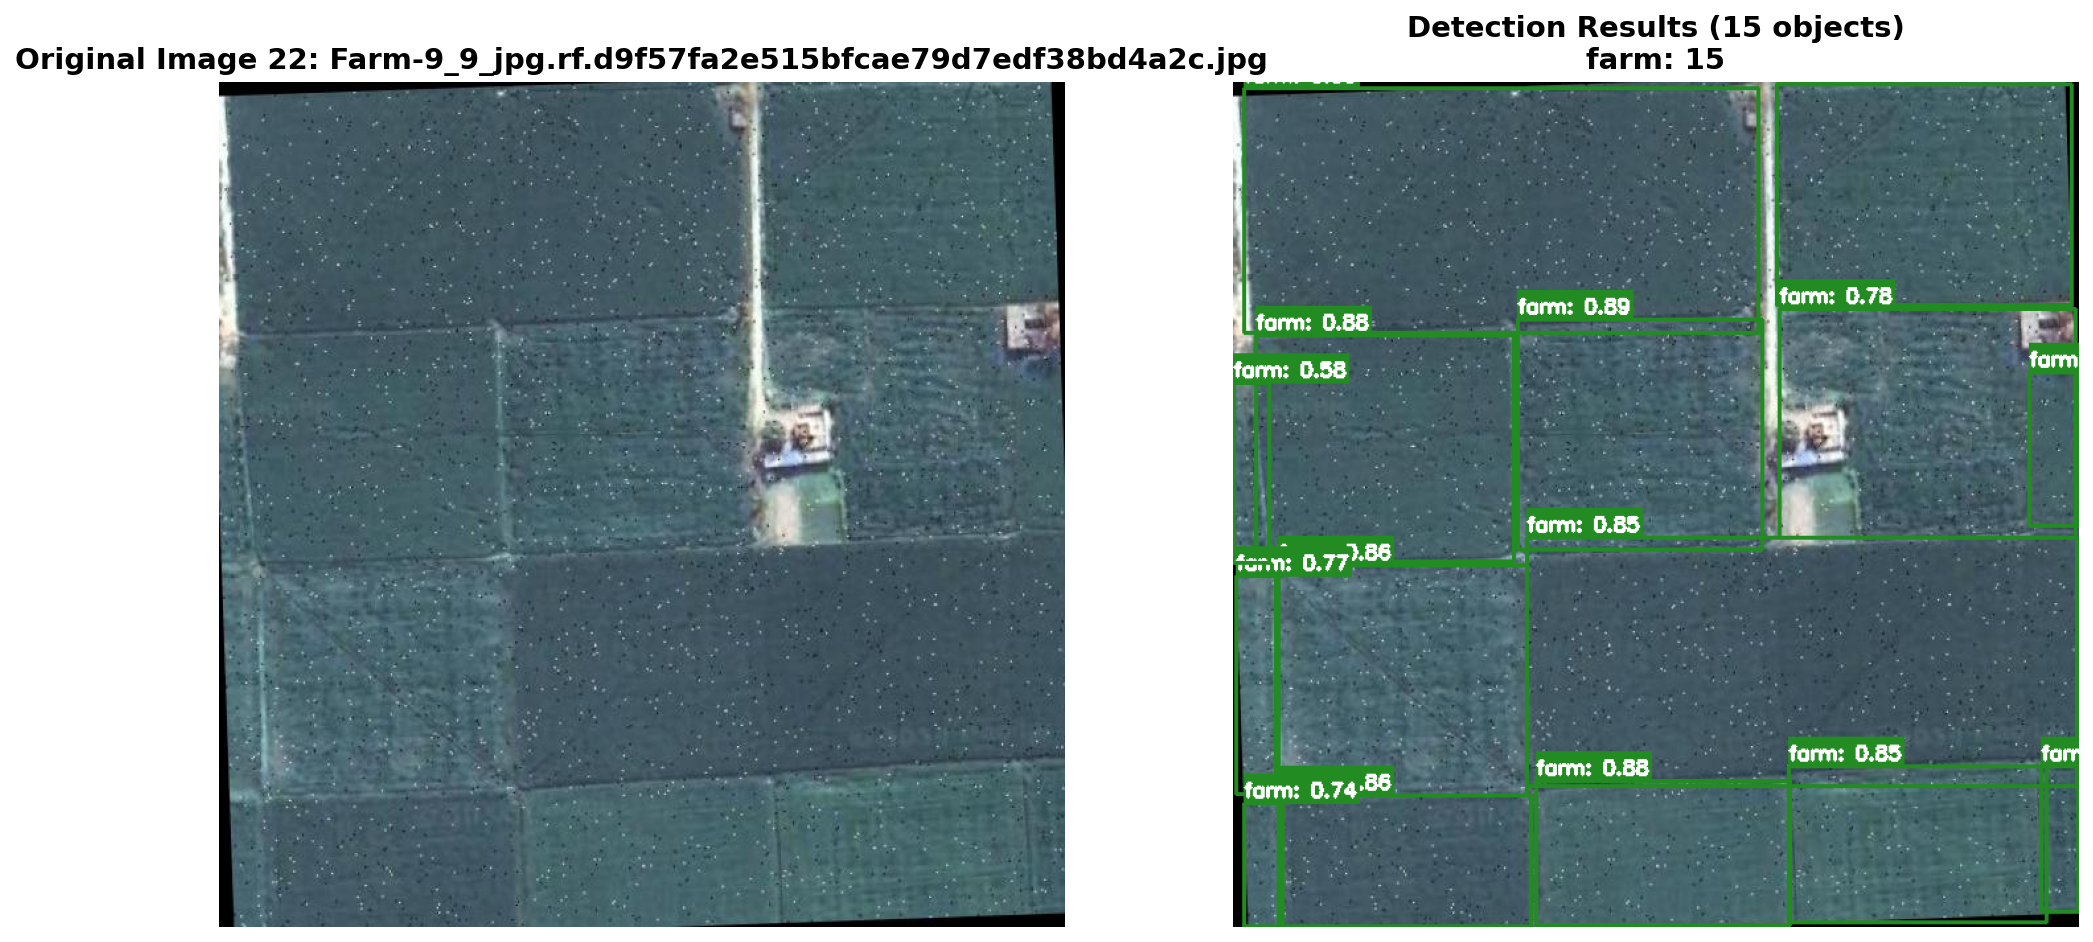 Detection Results (15 objects)
Original Image 22: Farm-9_9_jpg.rf.d9f57fa2e515bfcae79d7edf38bd4a2c.jpg
farm: 15
farm: 0.78
farm: 0.89
farm: 0.88
farm
farm: 0.58
farm: 0.85
.86
farm: 0.77
farm: 0.85
farm
farm: 0.88
.86
farm: 0.74